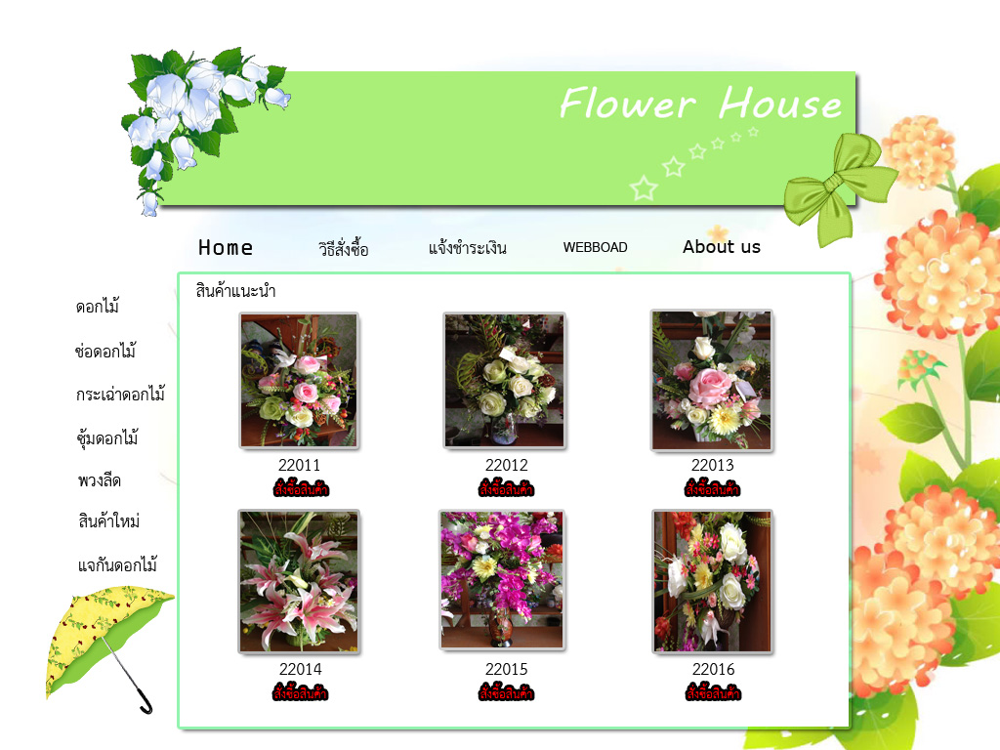 Flower House
Home วิธีสั่งซื้อ แจ้งชำระเงิน WEBBOAD About us
สินค้าแนะนำ
ดอกไม้
ช่อดอกไม้
กระเฉ่าดอกไม้
ซุ้มดอกไม้
พวงลีด
สินค้าใหม่
แจกันดอกไม้
22011 22012 22013
สั่งซื้อสินค้า สั่งซื้อสินค้า สั่งซื้อสินค้า
22014 22015 22016
สั่งซื้อสินค้า สั่งซื้อสินค้า สั่งซื้อสินค้า